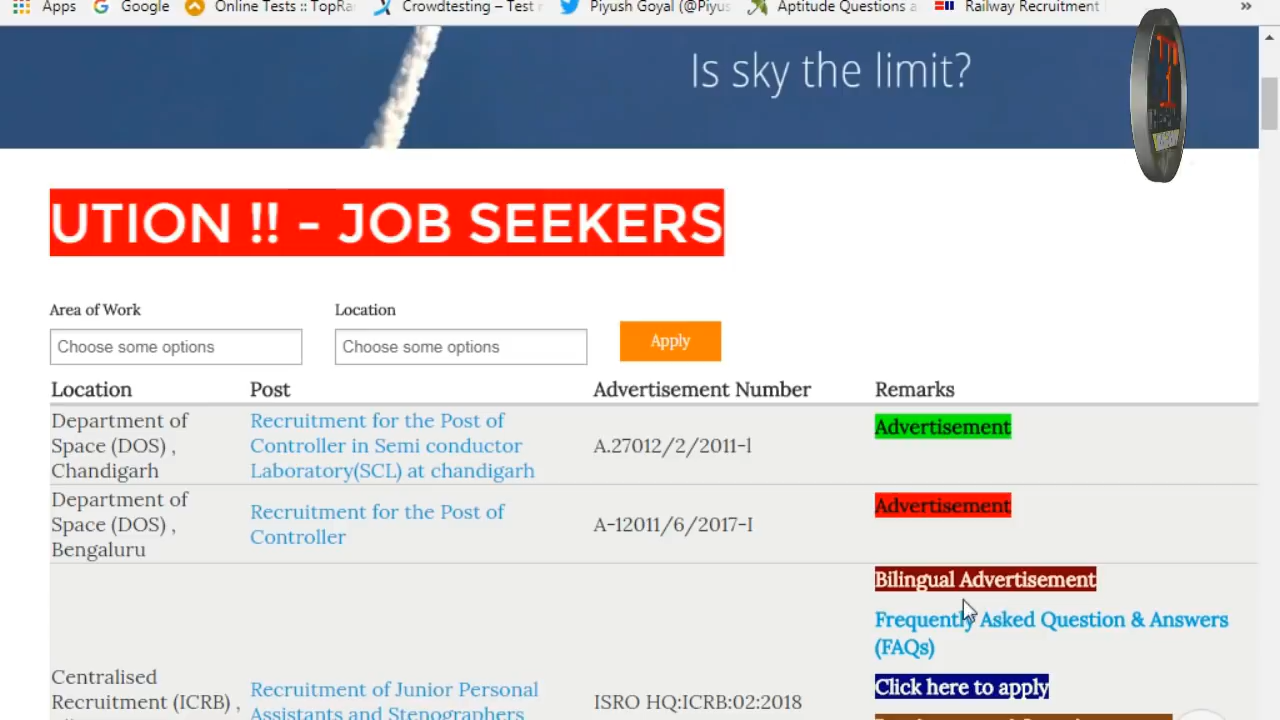 Apps Google Online Tests :: TopRa Crowdtesting – Test Piyush Goyal (@Piyus Aptitude Questions a Railway Recruitment »
Is sky the limit?
UTION !! - JOB SEEKERS
Area of Work Location
Choose some options Choose some options Apply
Location Post Advertisement Number Remarks
Department of Space (DOS) , Chandigarh
Recruitment for the Post of
Controller in Semi conductor
Laboratory(SCL) at chandigarh
A.27012/2/2011-l
Advertisement
Department of
Space (DOS) ,
Bengaluru
Recruitment for the Post of
Controller
A-12011/6/2017-I
Advertisement
Centralised
Recruitment (ICRB) ,
Recruitment of Junior Personal
Assistants and Stenographers
ISRO HQ:ICRB:02:2018
Bilingual Advertisement
Frequently Asked Question & Answers
(FAQs)
Click here to apply